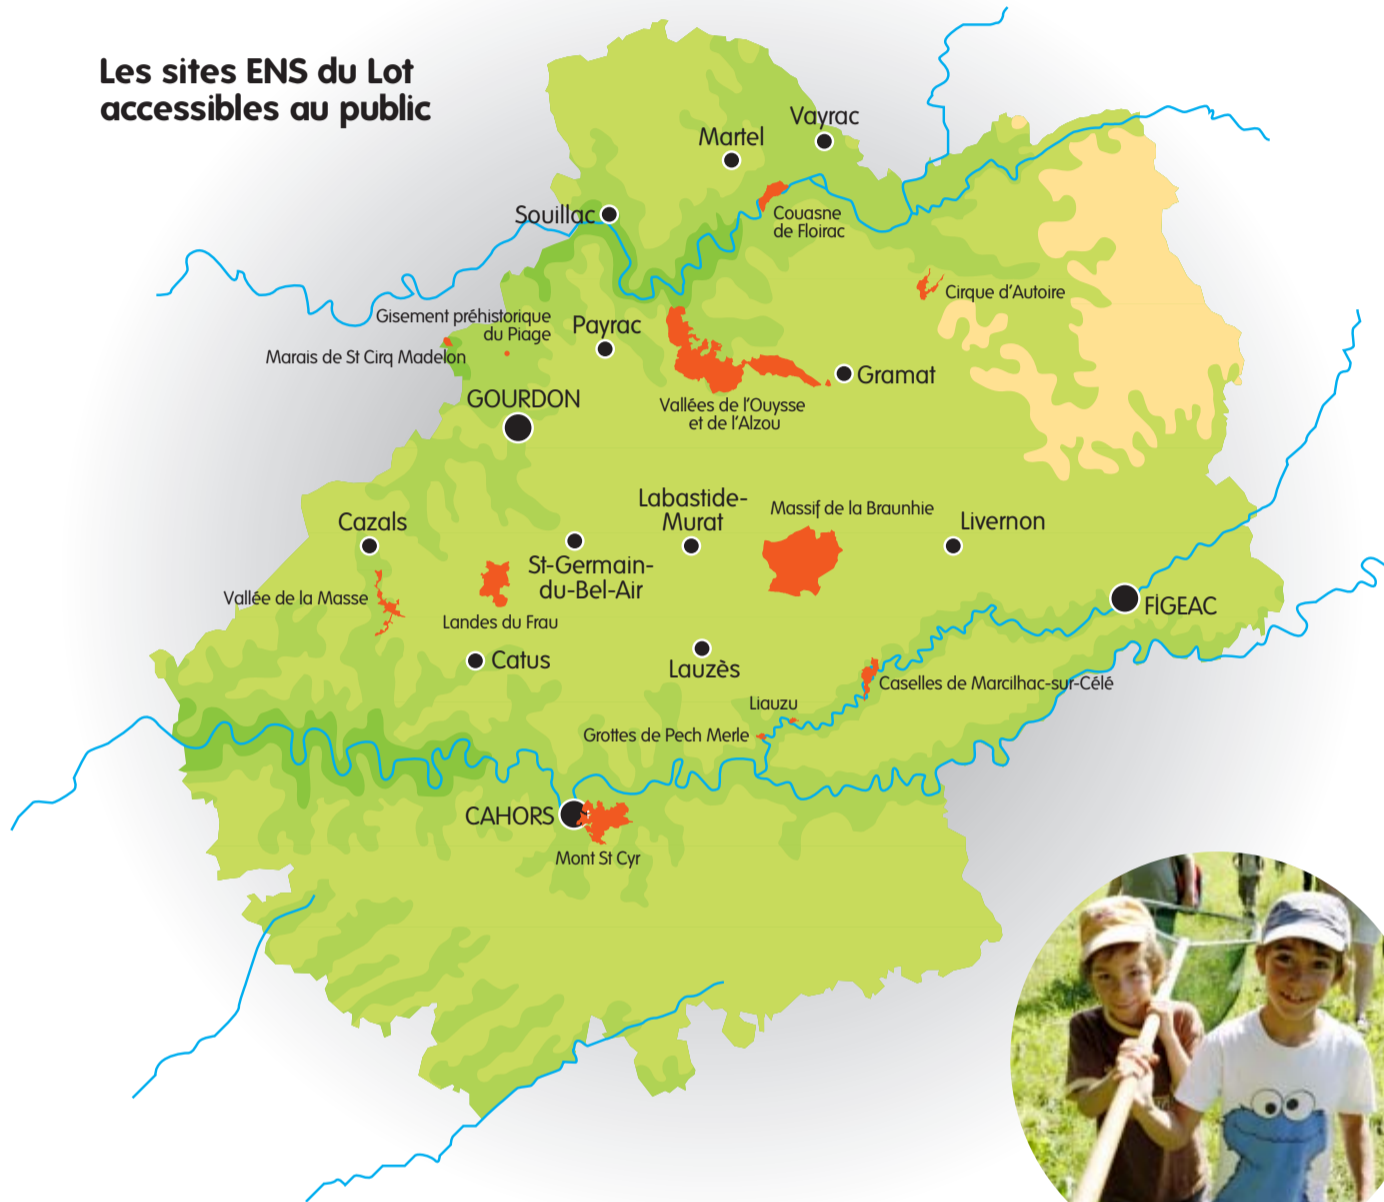 Les sites ENS du Lot
accessibles au public
Vayrac
Martel
Souillac
Couasne
de Floirac
Cirque d'Autoire
Gisement préhistorique
du Piage
Payrac
Marais de St Cirq Madelon
Gramat
GOURDON
Vallées de l'Ouysse
et de l'Alzou
Labastide-
Murat
Massif de la Braunhie
Cazals
Livernon
St-Germain-
du-Bel-Air
Vallée de la Masse
FIGEAC
Landes du Frau
Catus
Lauzès
Caselles de Marcilhac-sur-Célé
Liauzu
Grottes de Pech Merle
CAHORS
Mont St Cyr